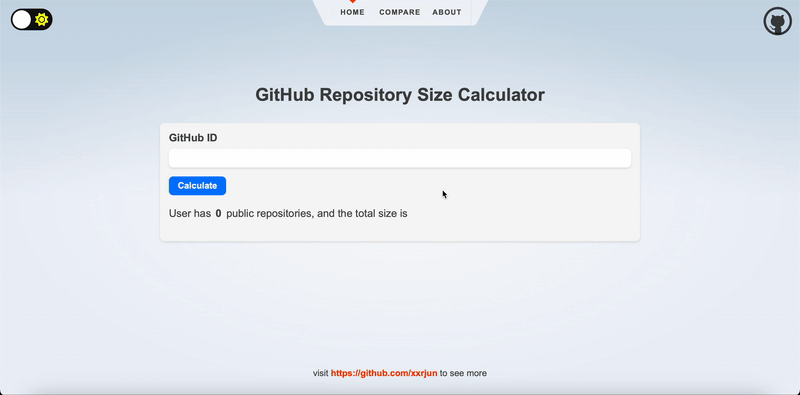 HOME COMPARE ABOUT
GitHub Repository Size Calculator
GitHub ID
Calculate
User has 0 public repositories, and the total size is
visit https://github.com/xxrjun to see more